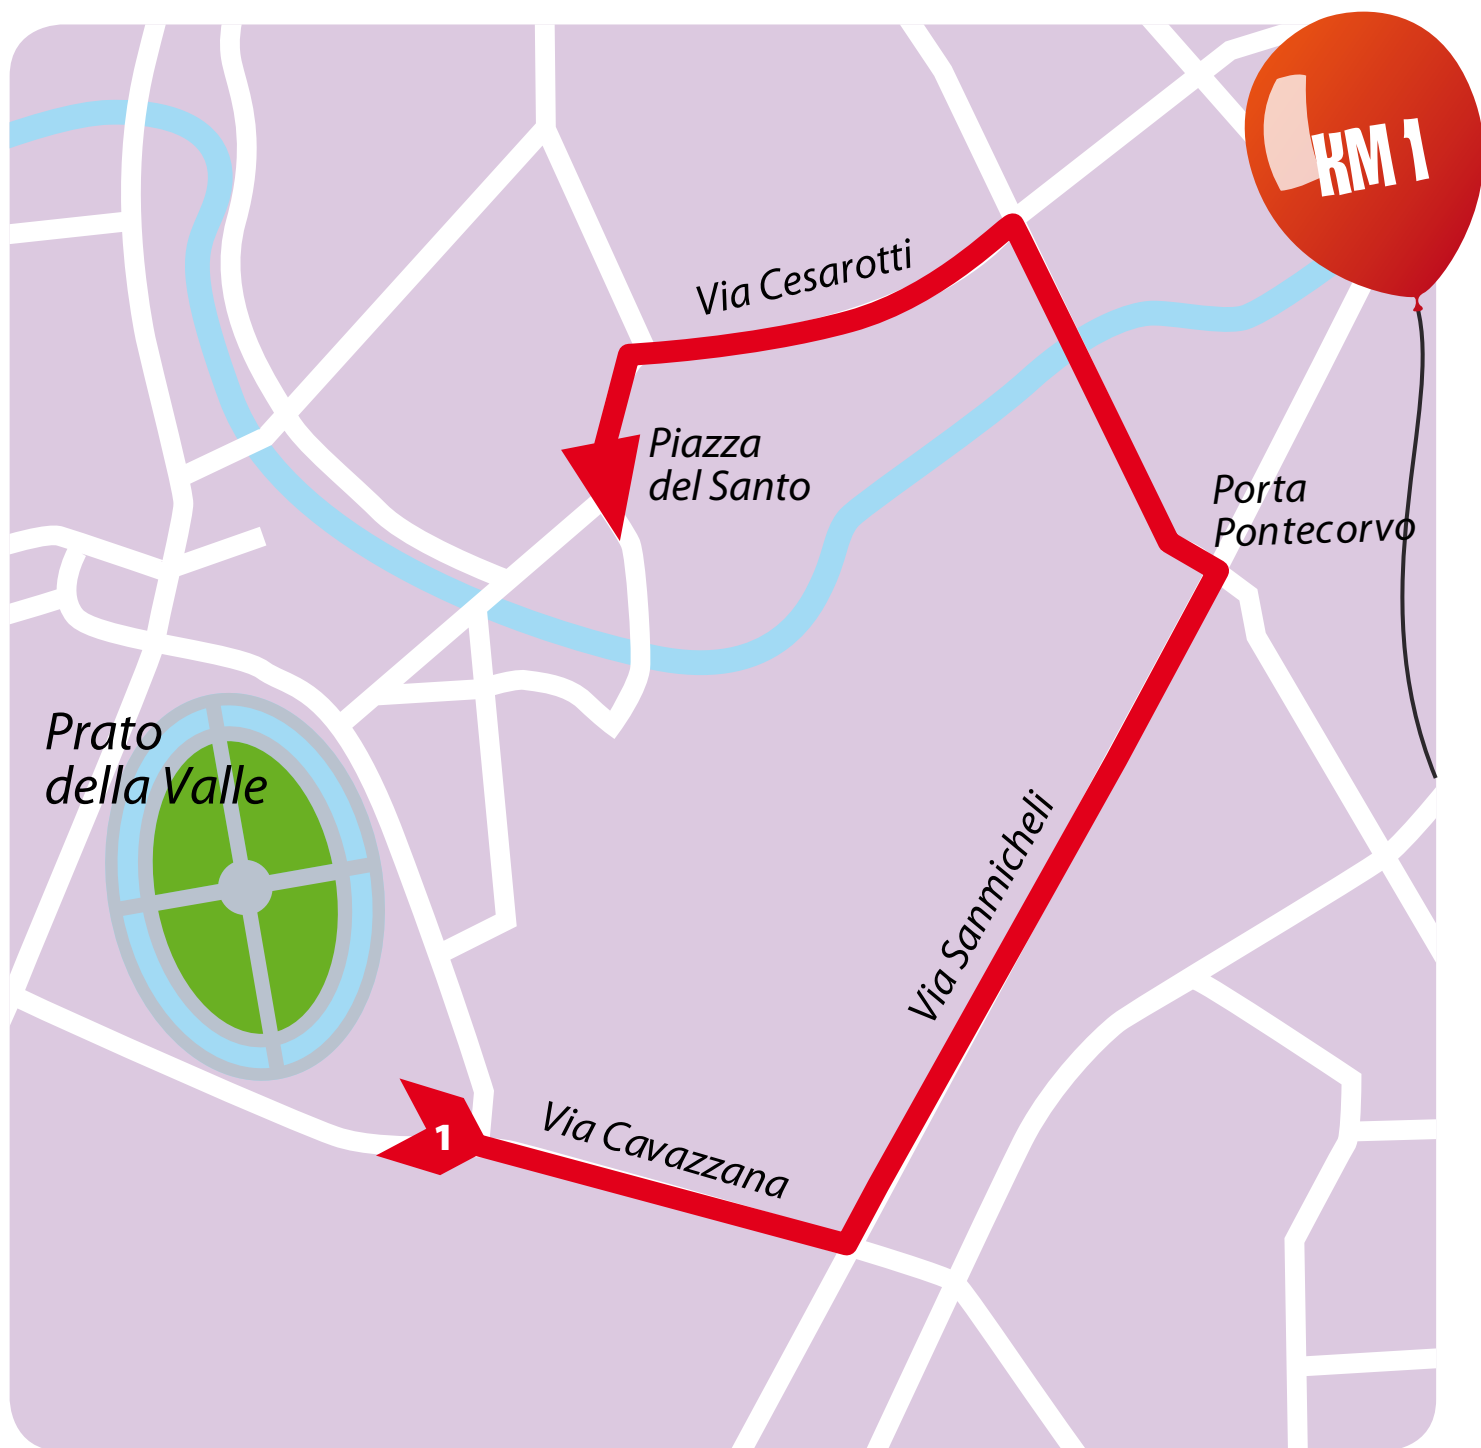 KM 1
Via Cesarotti
Piazza
del Santo
Porta
Pontecorvo
Prato
della Valle
Via Sanmicheli
1
Via Cavazzana